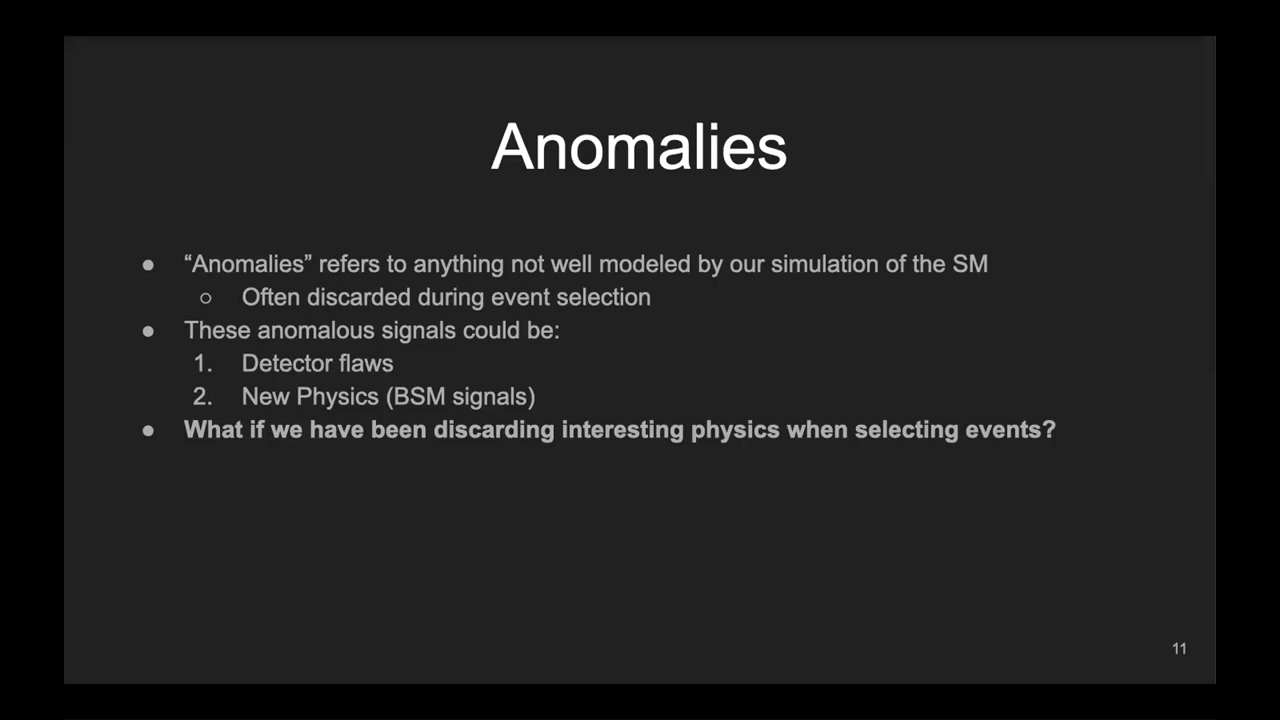 Anomalies
● “Anomalies” refers to anything not well modeled by our simulation of the SM
○ Often discarded during event selection
● These anomalous signals could be:
1. Detector flaws
2. New Physics (BSM signals)
● What if we have been discarding interesting physics when selecting events?
11